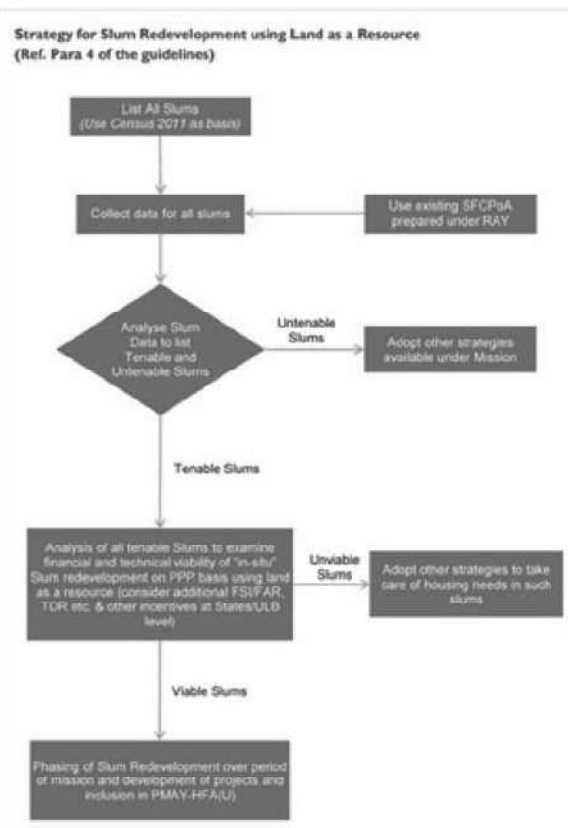 Strategy for Slum Redevelopment using Land as a Resource
(Ref. Para 4 of the guidelines)
List All Slums
(Use Census 2011 as basis)
Collect data for all slums
Use existing SFCPoA
prepared under RAY
Analyse Slum
Data to list
Tenable and
Untenable Slums
Untenable
Slums
Adopt other strategies
available under Mission
Tenable Slums
Analysis of all tenable Slums to examine
financial and technical viability of "in-situ"
Slum redevelopment on PPP basis using land
as a resource (consider additional FSI/FAR,
TDR etc. & other incentives at States/ULB
level)
Unviable
Slums
Adopt other strategies to take
care of housing needs in such
slums
Viable Slums
Phasing of Slum Redevelopment over period
of mission and development of projects and
inclusion in PMAY-HFA(U)